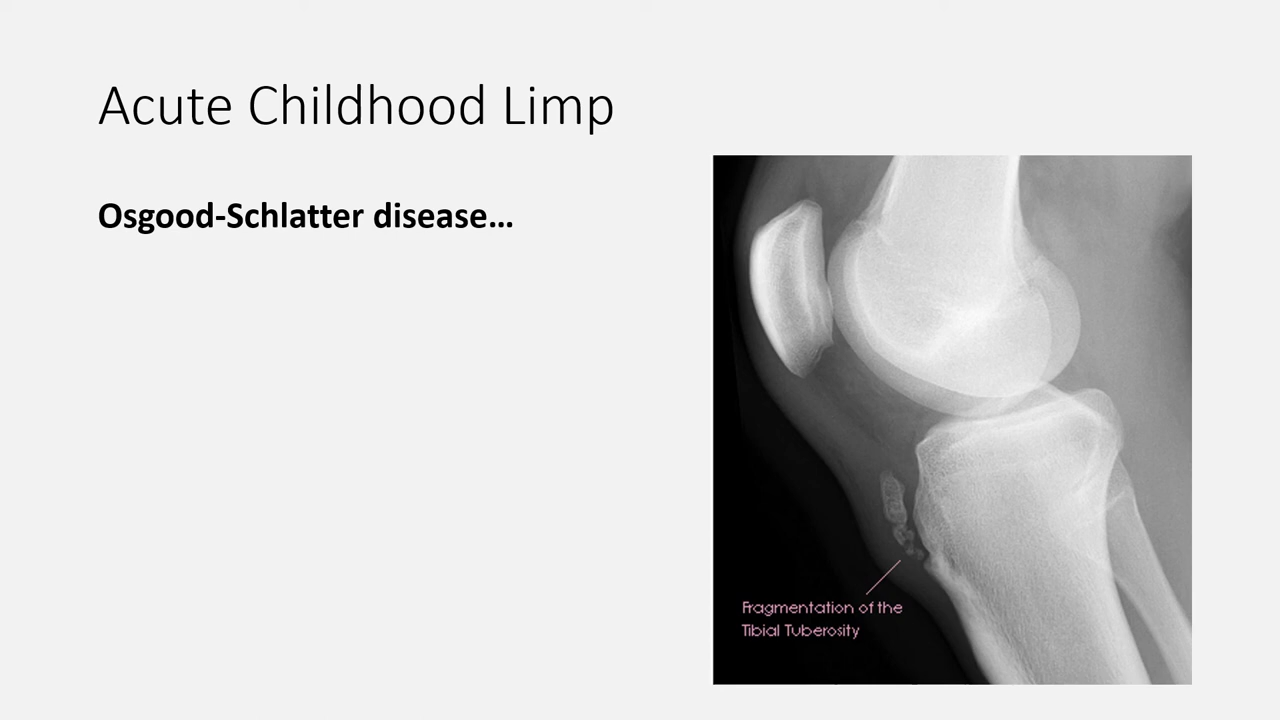 Acute Childhood Limp
Osgood-Schlatter disease…
Fragmentation of the
Tibial Tuberosity